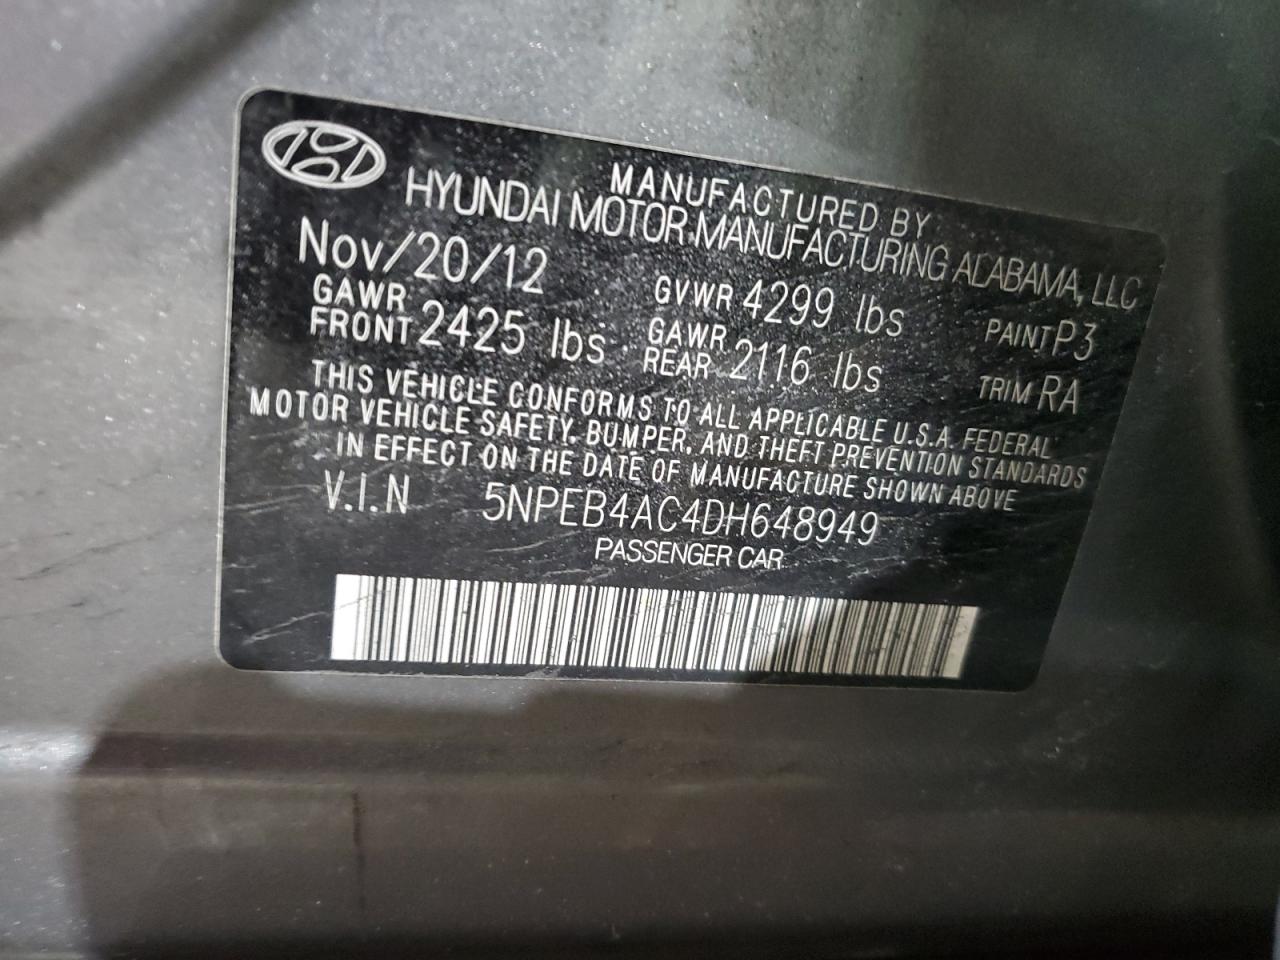 MANUFACTURED BY
HYUNDAI MOTOR MANUFACTURING ALABAMA, LLC
Nov/20/12 GVWR 4299 lbs PAINT P3
GAWR FRONT 2425 lbs GAWR REAR 2116 lbs TRIM RA
THIS VEHICLE CONFORMS TO ALL APPLICABLE U.S.A. FEDERAL
MOTOR VEHICLE SAFETY, BUMPER, AND THEFT PREVENTION STANDARDS
IN EFFECT ON THE DATE OF MANUFACTURE SHOWN ABOVE
V.I.N 5NPEB4AC4DH648949
PASSENGER CAR